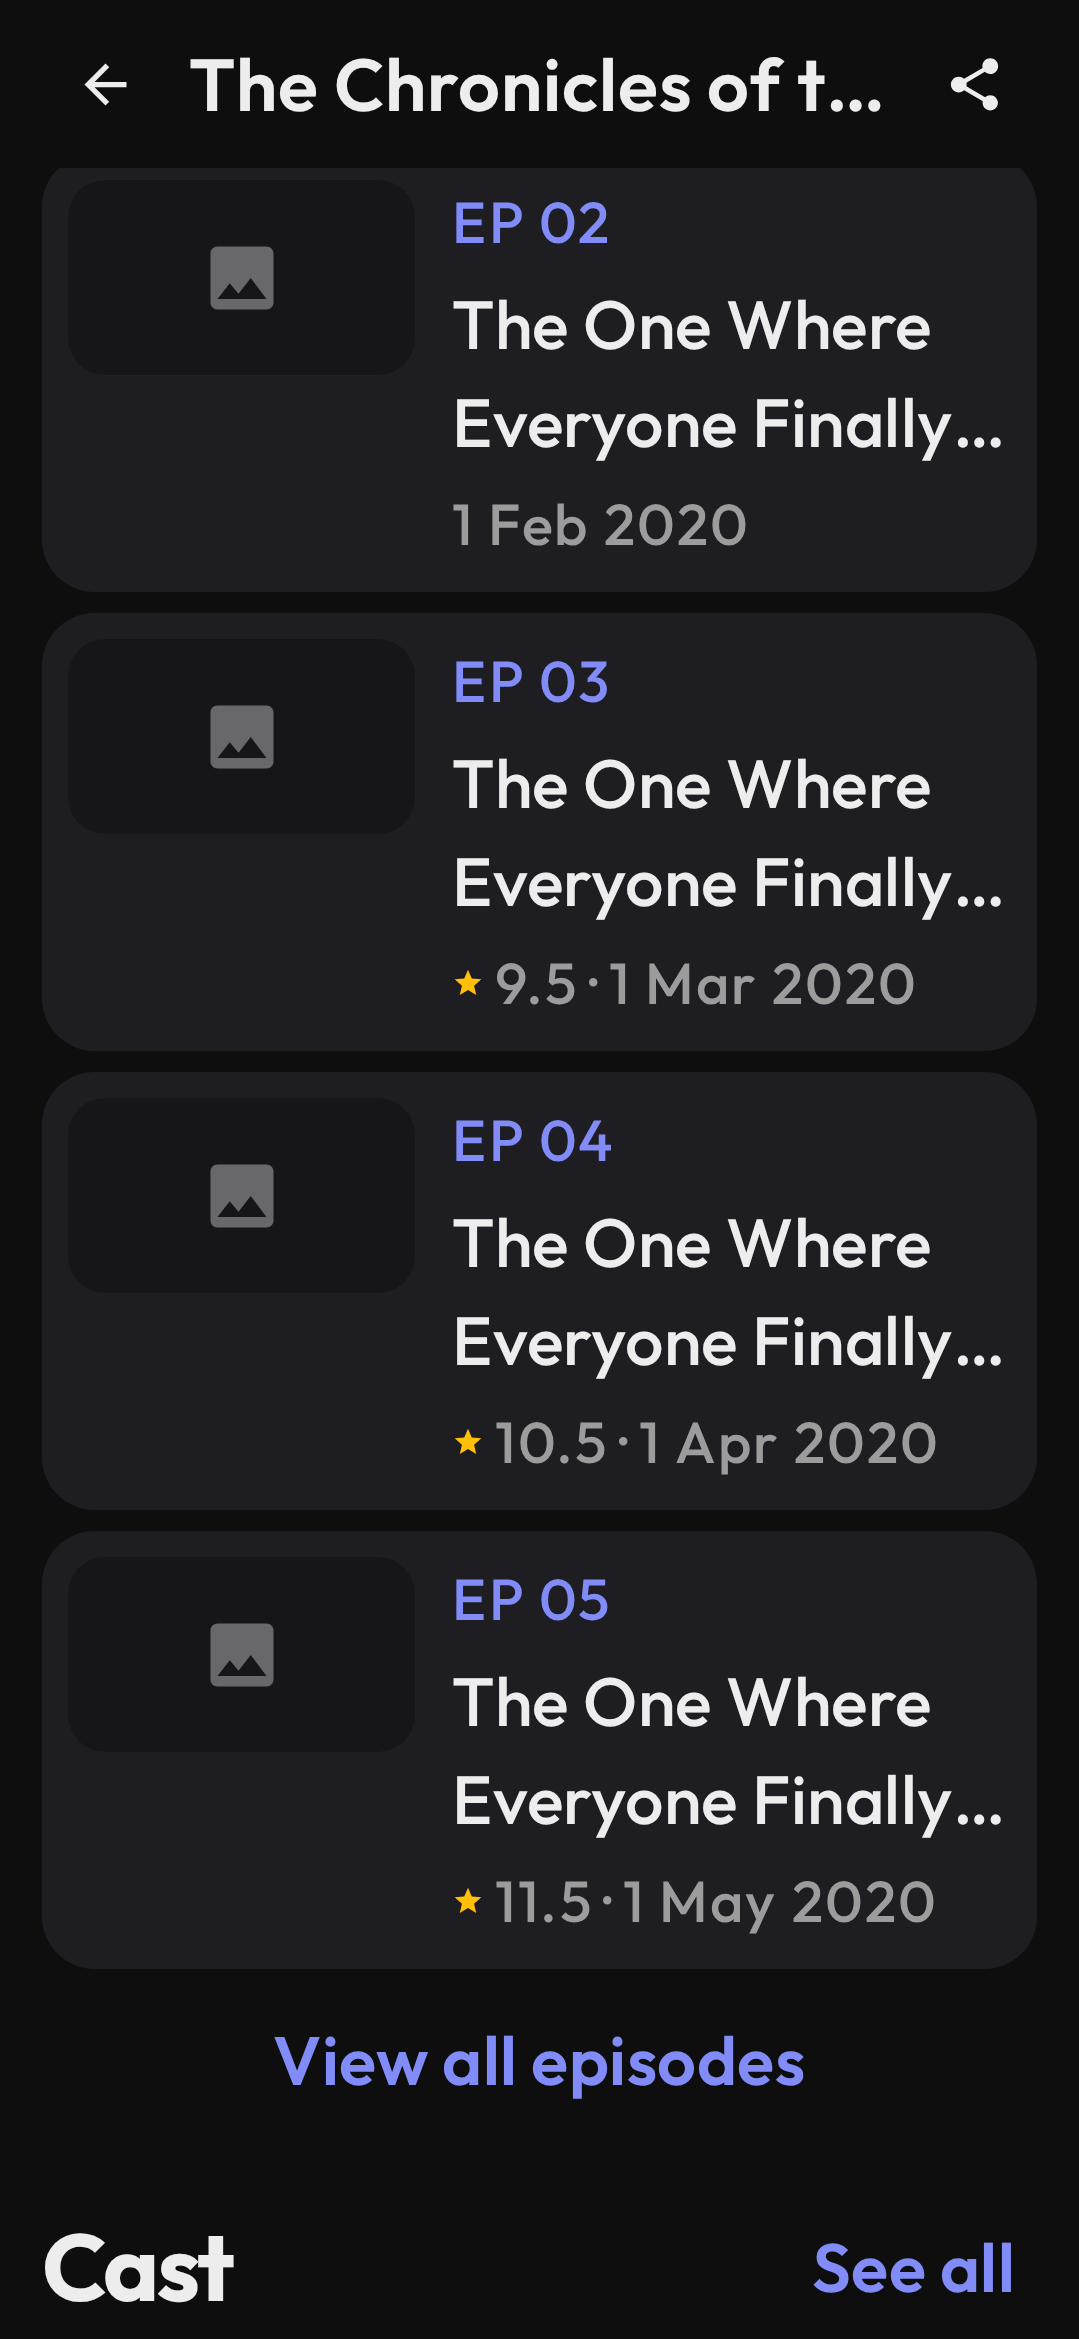 The Chronicles of t...
EP 02
The One Where
Everyone Finally...
1 Feb 2020
EP 03
The One Where
Everyone Finally...
9.5 · 1 Mar 2020
EP 04
The One Where
Everyone Finally...
10.5 · 1 Apr 2020
EP 05
The One Where
Everyone Finally...
11.5 · 1 May 2020
View all episodes
Cast
See all